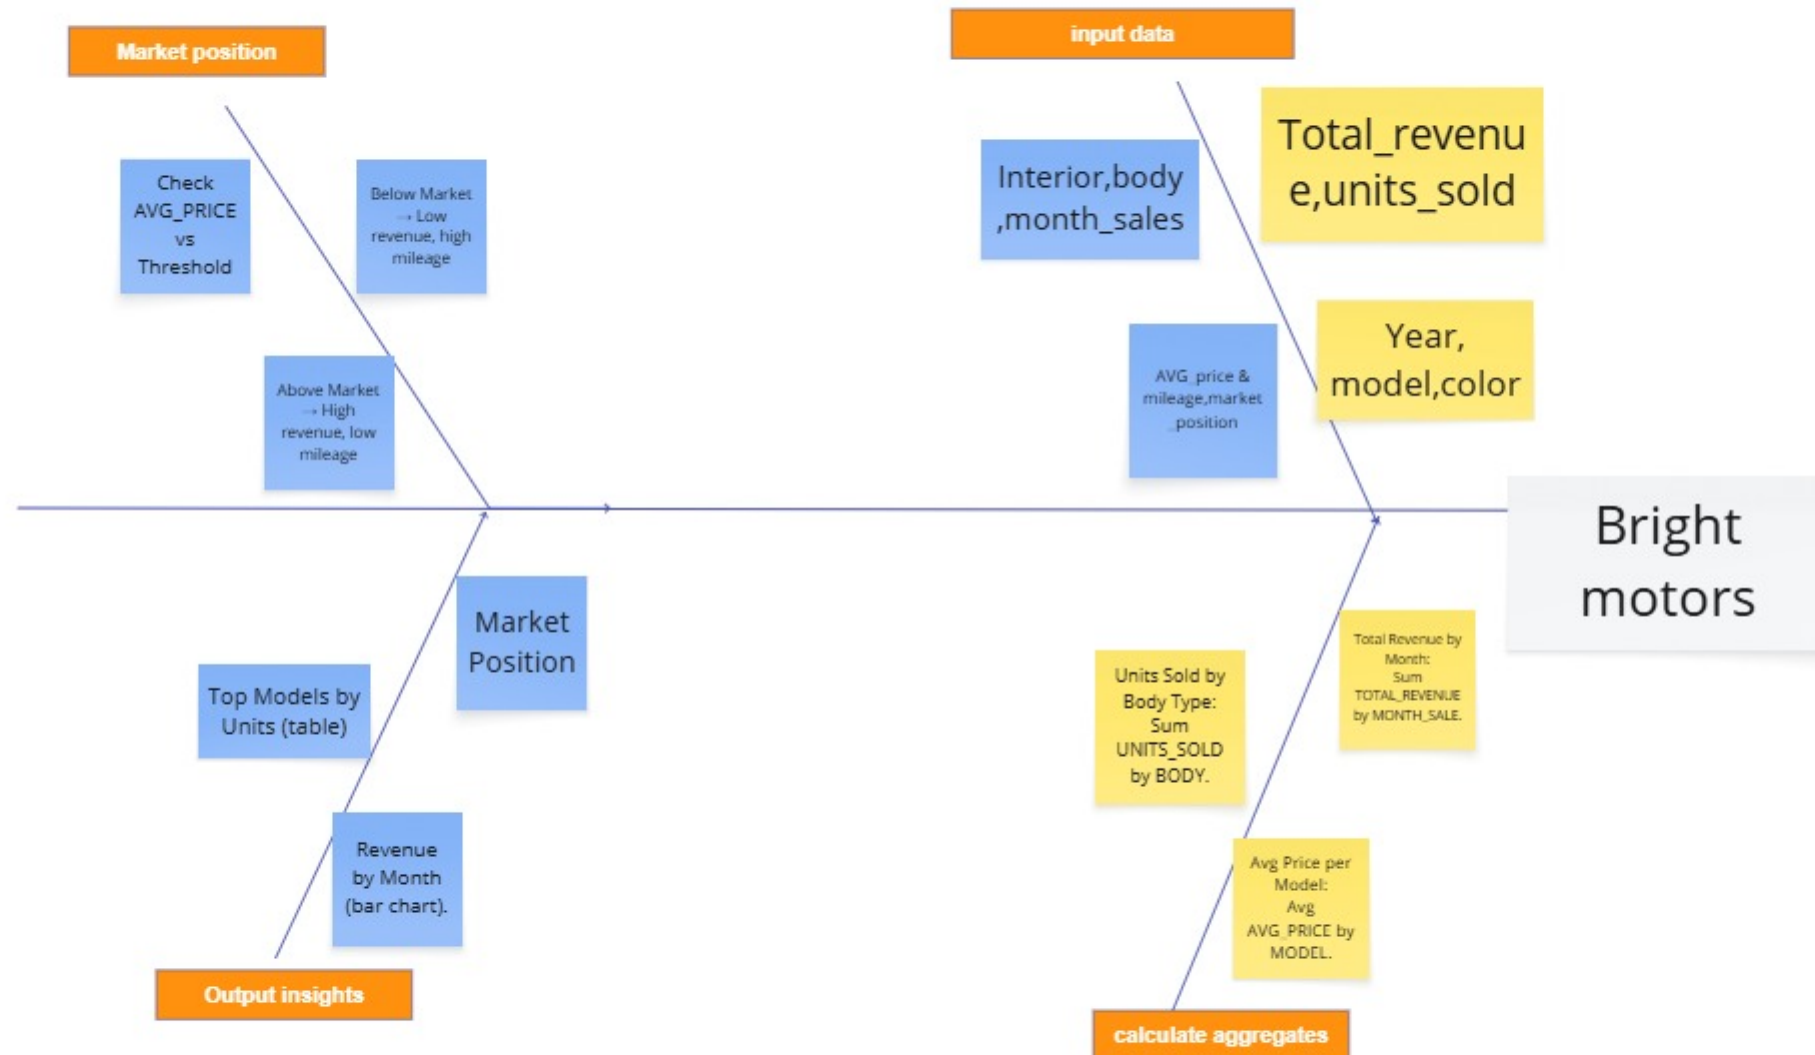 Market position
input data
Check
AVG_PRICE
vs
Threshold
Below Market
→ Low
revenue, high
mileage
Above Market
→ High
revenue, low
mileage
Interior,body
,month_sales
Total_revenu
e,units_sold
AVG_price &
mileage,market
_position
Year,
model,color
Bright
motors
Market
Position
Top Models by
Units (table)
Revenue
by Month
(bar chart).
Output insights
Units Sold by
Body Type:
Sum
UNITS_SOLD
by BODY.
Total Revenue by
Month:
Sum
TOTAL_REVENUE
by MONTH_SALE.
Avg Price per
Model:
Avg
AVG_PRICE by
MODEL.
calculate aggregates